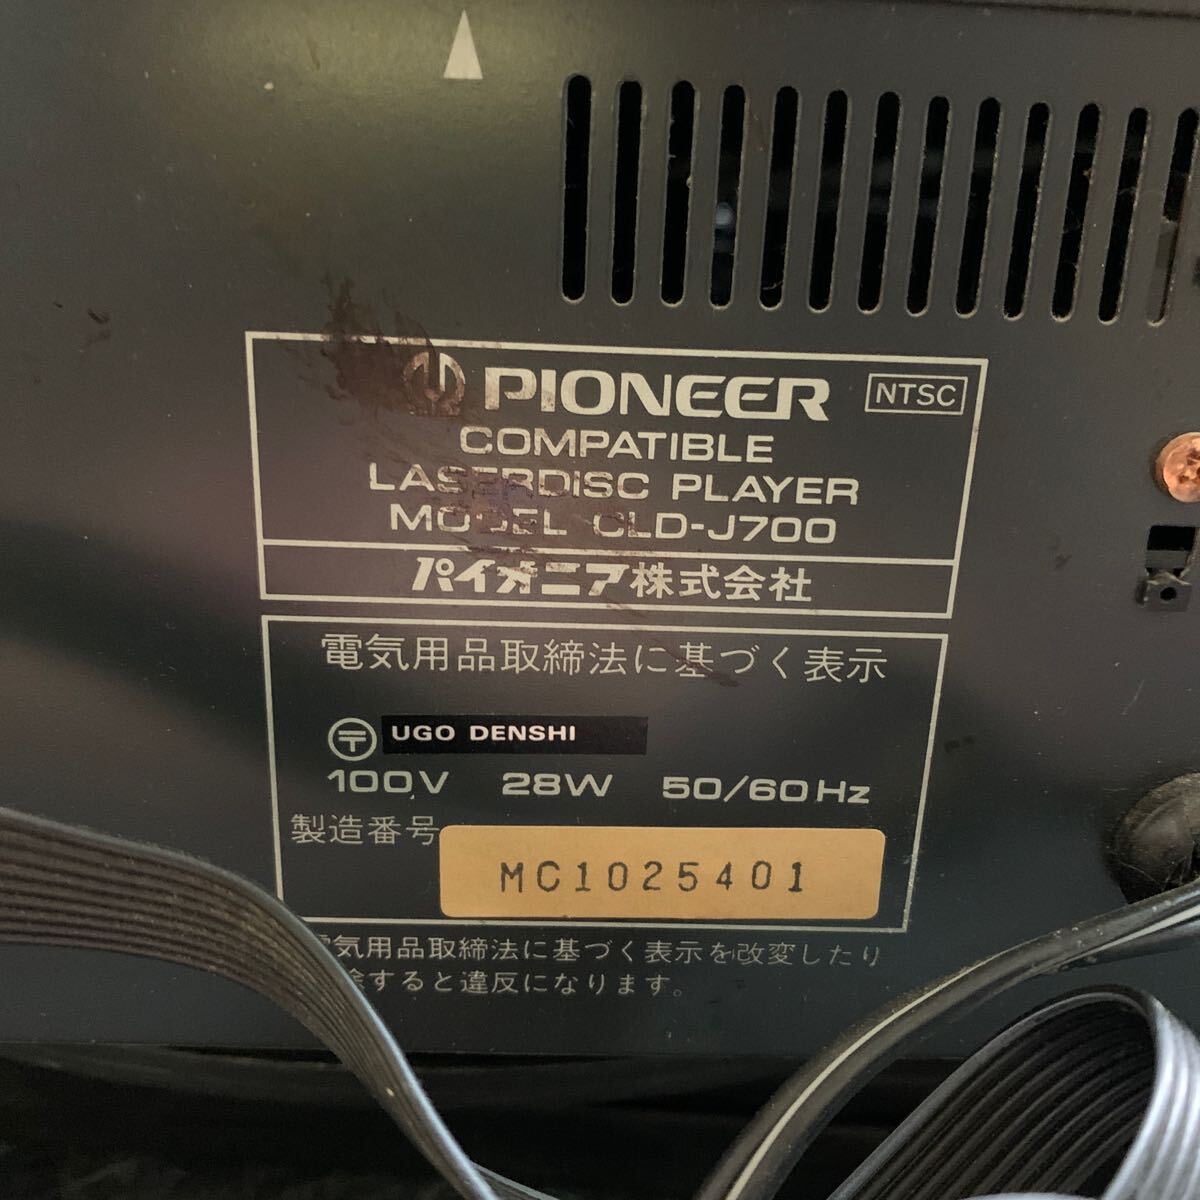 PIONEER NTSC
COMPATIBLE
LASERDISC PLAYER
MODEL CLD-J700
パイオニア株式会社
電気用品取締法に基づく表示
〒 UGO DENSHI
100V 28W 50/60Hz
製造番号 MC1025401
電気用品取締法に基づく表示を改変したり
除すると違反になります。